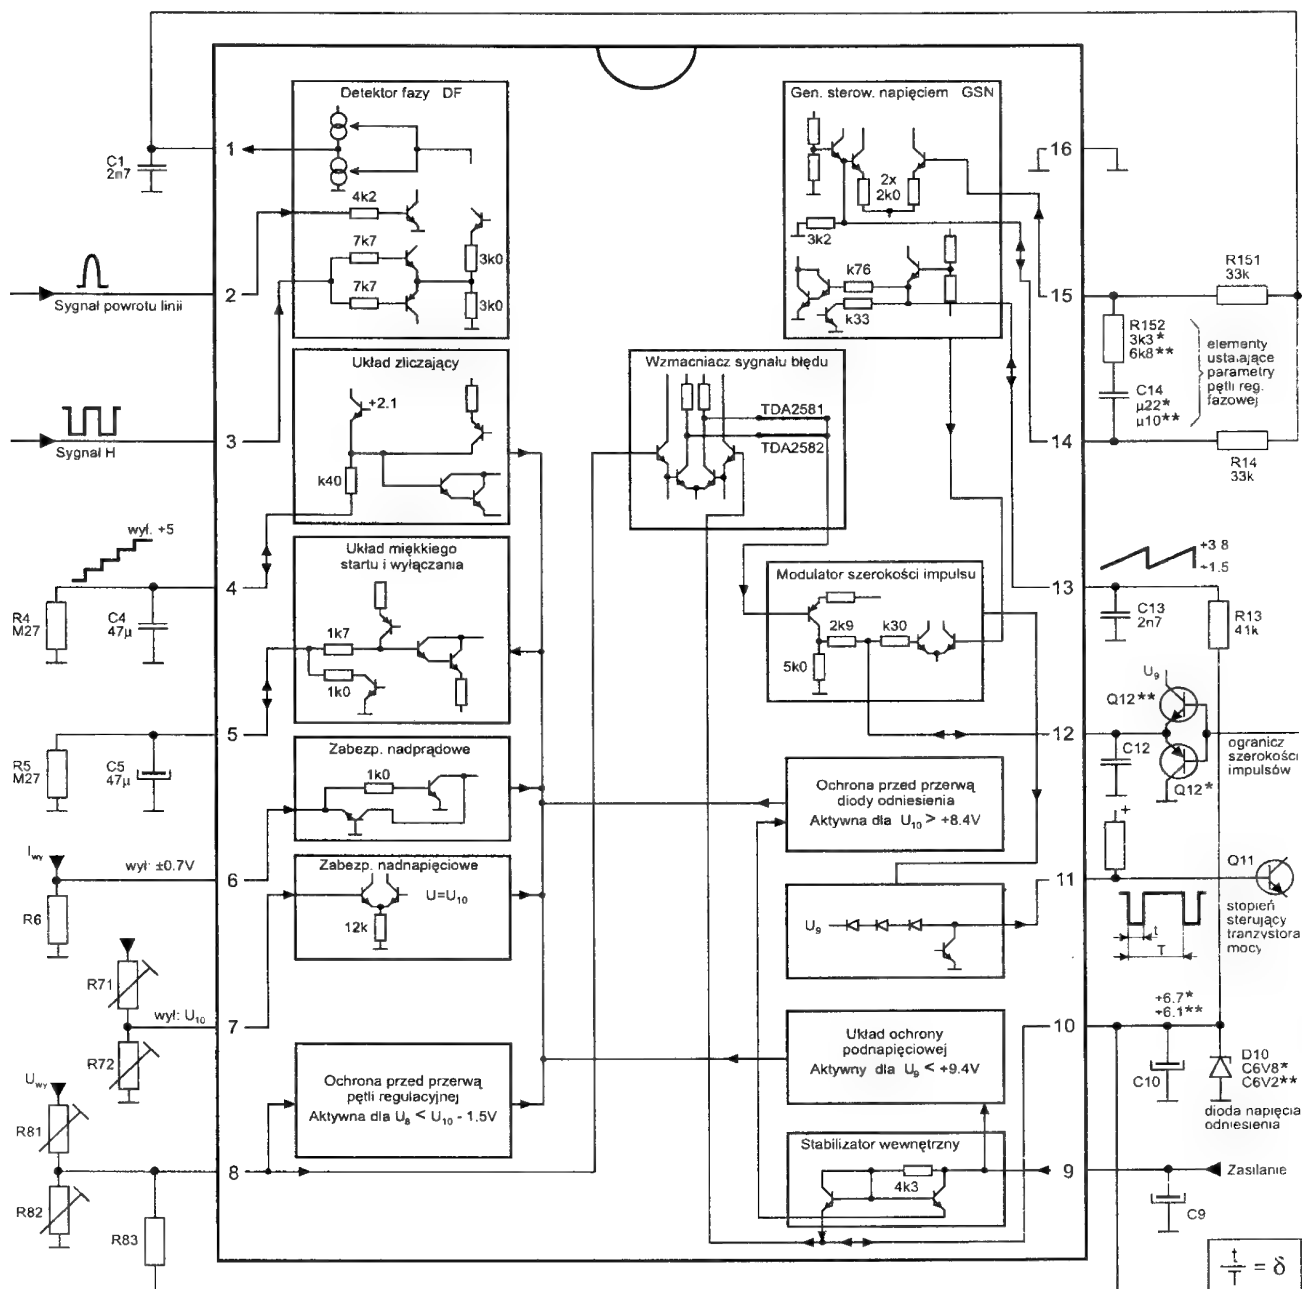 Detektor fazy DF
4k2
7k7
7k7
3k0
3k0
Gen. sterow. napięciem GSN
2x
2k0
3k2
k76
k33
C1
2m7
1
16
Sygnał powrotu linii
2
15
R151
33k
R152
3k3*
6k8**
C14
µ22*
µ10**
elementy
ustalające
parametry
pętli reg.
fazowej
Układ zliczający
+2.1
k40
Wzmacniacz sygnału błędu
TDA2581
TDA2582
Sygnał H
3
14
R14
33k
wył. +5
4
R4
M27
C4
47µ
Układ miękkiego
startu i wyłączania
1k7
1k0
Modulator szerokości impulsu
2k9
k30
5k0
+3 8
+1.5
13
C13
2n7
R13
41k
U9
Q12**
Q12*
12
C12
ogranicz
szerokości
impulsów
5
R5
M27
C5
47µ
Zabezp. nadprądowe
1k0
Ochrona przed przerwą
diody odniesienia
Aktywna dla U10 > +8.4V
+
Iwy
wył: ±0.7V
6
R6
Zabezp. nadnapięciowe
U=U10
12k
U9
11
Q11
stopień
sterujący
tranzystora
mocy
t
T
R71
wył: U10
7
R72
Układ ochrony
podnapięciowej
Aktywny dla U9 < +9.4V
+6.7*
+6.1**
10
C10
D10
C6V8*
C6V2**
dioda napięcia
odniesienia
Uwy
R81
Ochrona przed przerwą
pętli regulacyjnej
Aktywna dla U8 < U10 - 1.5V
Stabilizator wewnętrzny
4k3
8
9
Zasilanie
R82
R83
C9
t/T = δ